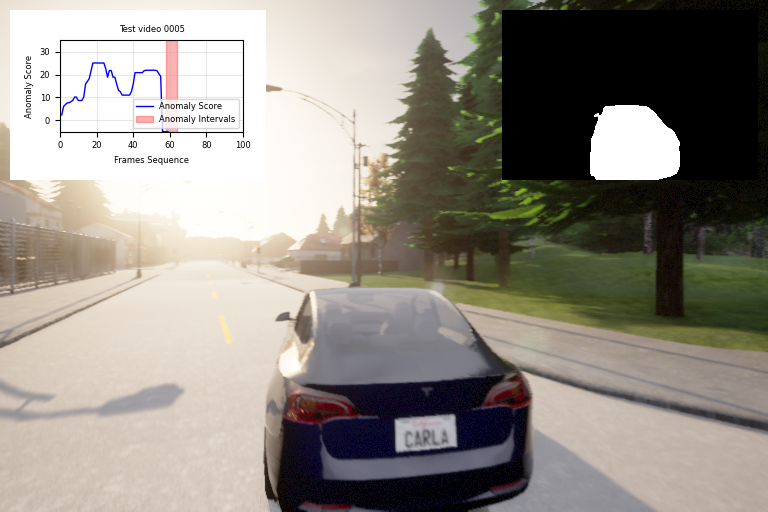 Test video 0005
Anomaly Score
30
20
10
0
Anomaly Score
Anomaly Intervals
0 20 40 60 80 100
Frames Sequence
CARLA